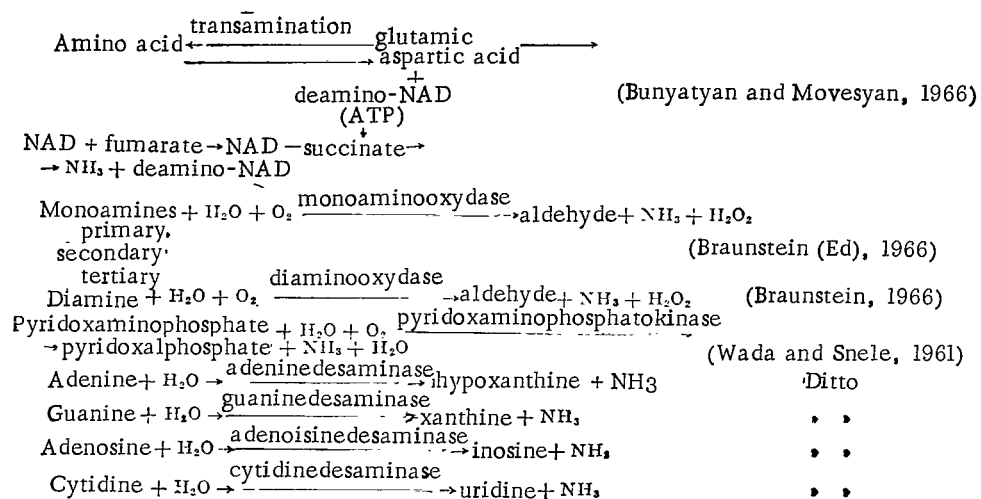 transamination
Amino acid ← glutamic →
→ aspartic acid
+
deamino-NAD (Bunyatyan and Movesyan, 1966)
(ATP)
↓
NAD + fumarate → NAD — succinate →
→ NH₃ + deamino-NAD
monoaminooxydase
Monoamines + H₂O + O₂ → aldehyde + NH₃ + H₂O₂
primary,
secondary, (Braunstein (Ed), 1966)
tertiary
diaminooxydase
Diamine + H₂O + O₂ → aldehyde + NH₃ + H₂O₂ (Braunstein, 1966)
Pyridoxaminophosphate + H₂O + O₂ pyridoxaminophosphatokinase
→ pyridoxalphosphate + NH₃ + H₂O (Wada and Snele, 1961)
Adenine + H₂O → adeninedesaminase → hypoxanthine + NH3 Ditto
Guanine + H₂O → guaninedesaminase → xanthine + NH₃ " "
Adenosine + H₂O → adenoisinedesaminase → inosine + NH₃ " "
Cytidine + H₂O → cytidinedesaminase → uridine + NH₃ " "